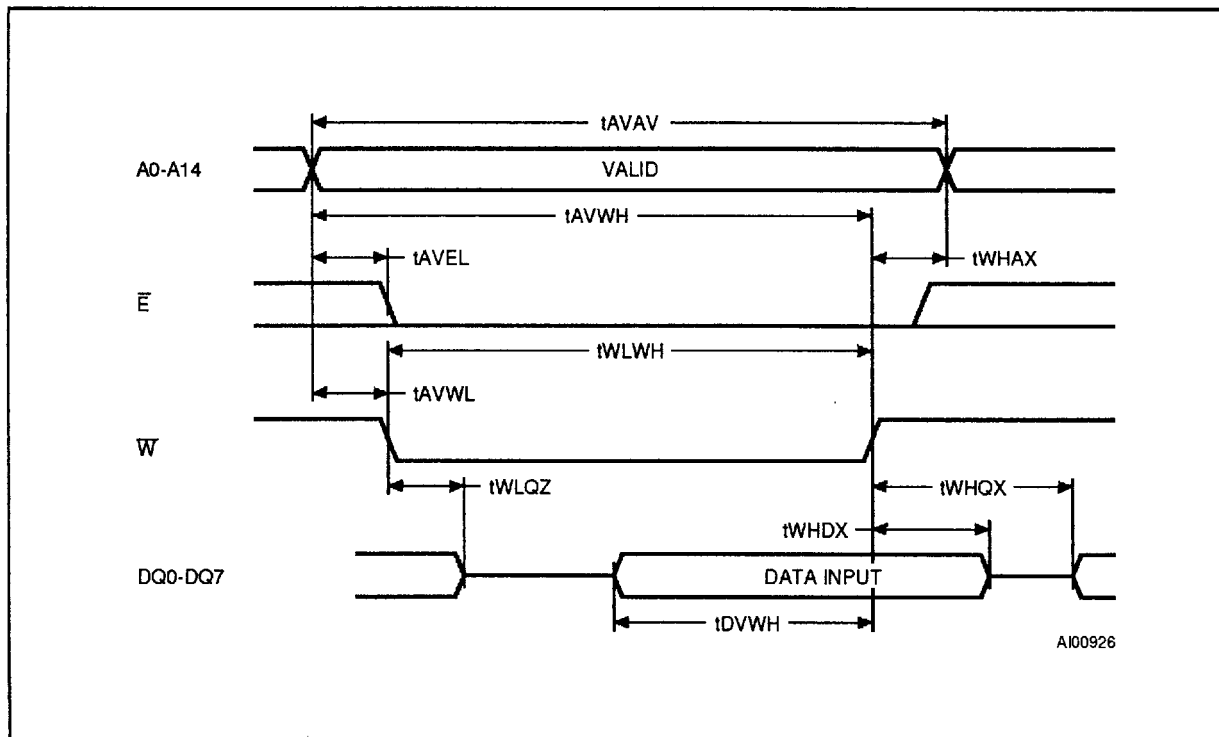 tAVAV
A0-A14
VALID
tAVWH
tAVEL
tWHAX
E̅
tWLWH
tAVWL
W̅
tWLQZ
tWHQX
tWHDX
DQ0-DQ7
DATA INPUT
tDVWH
AI00926